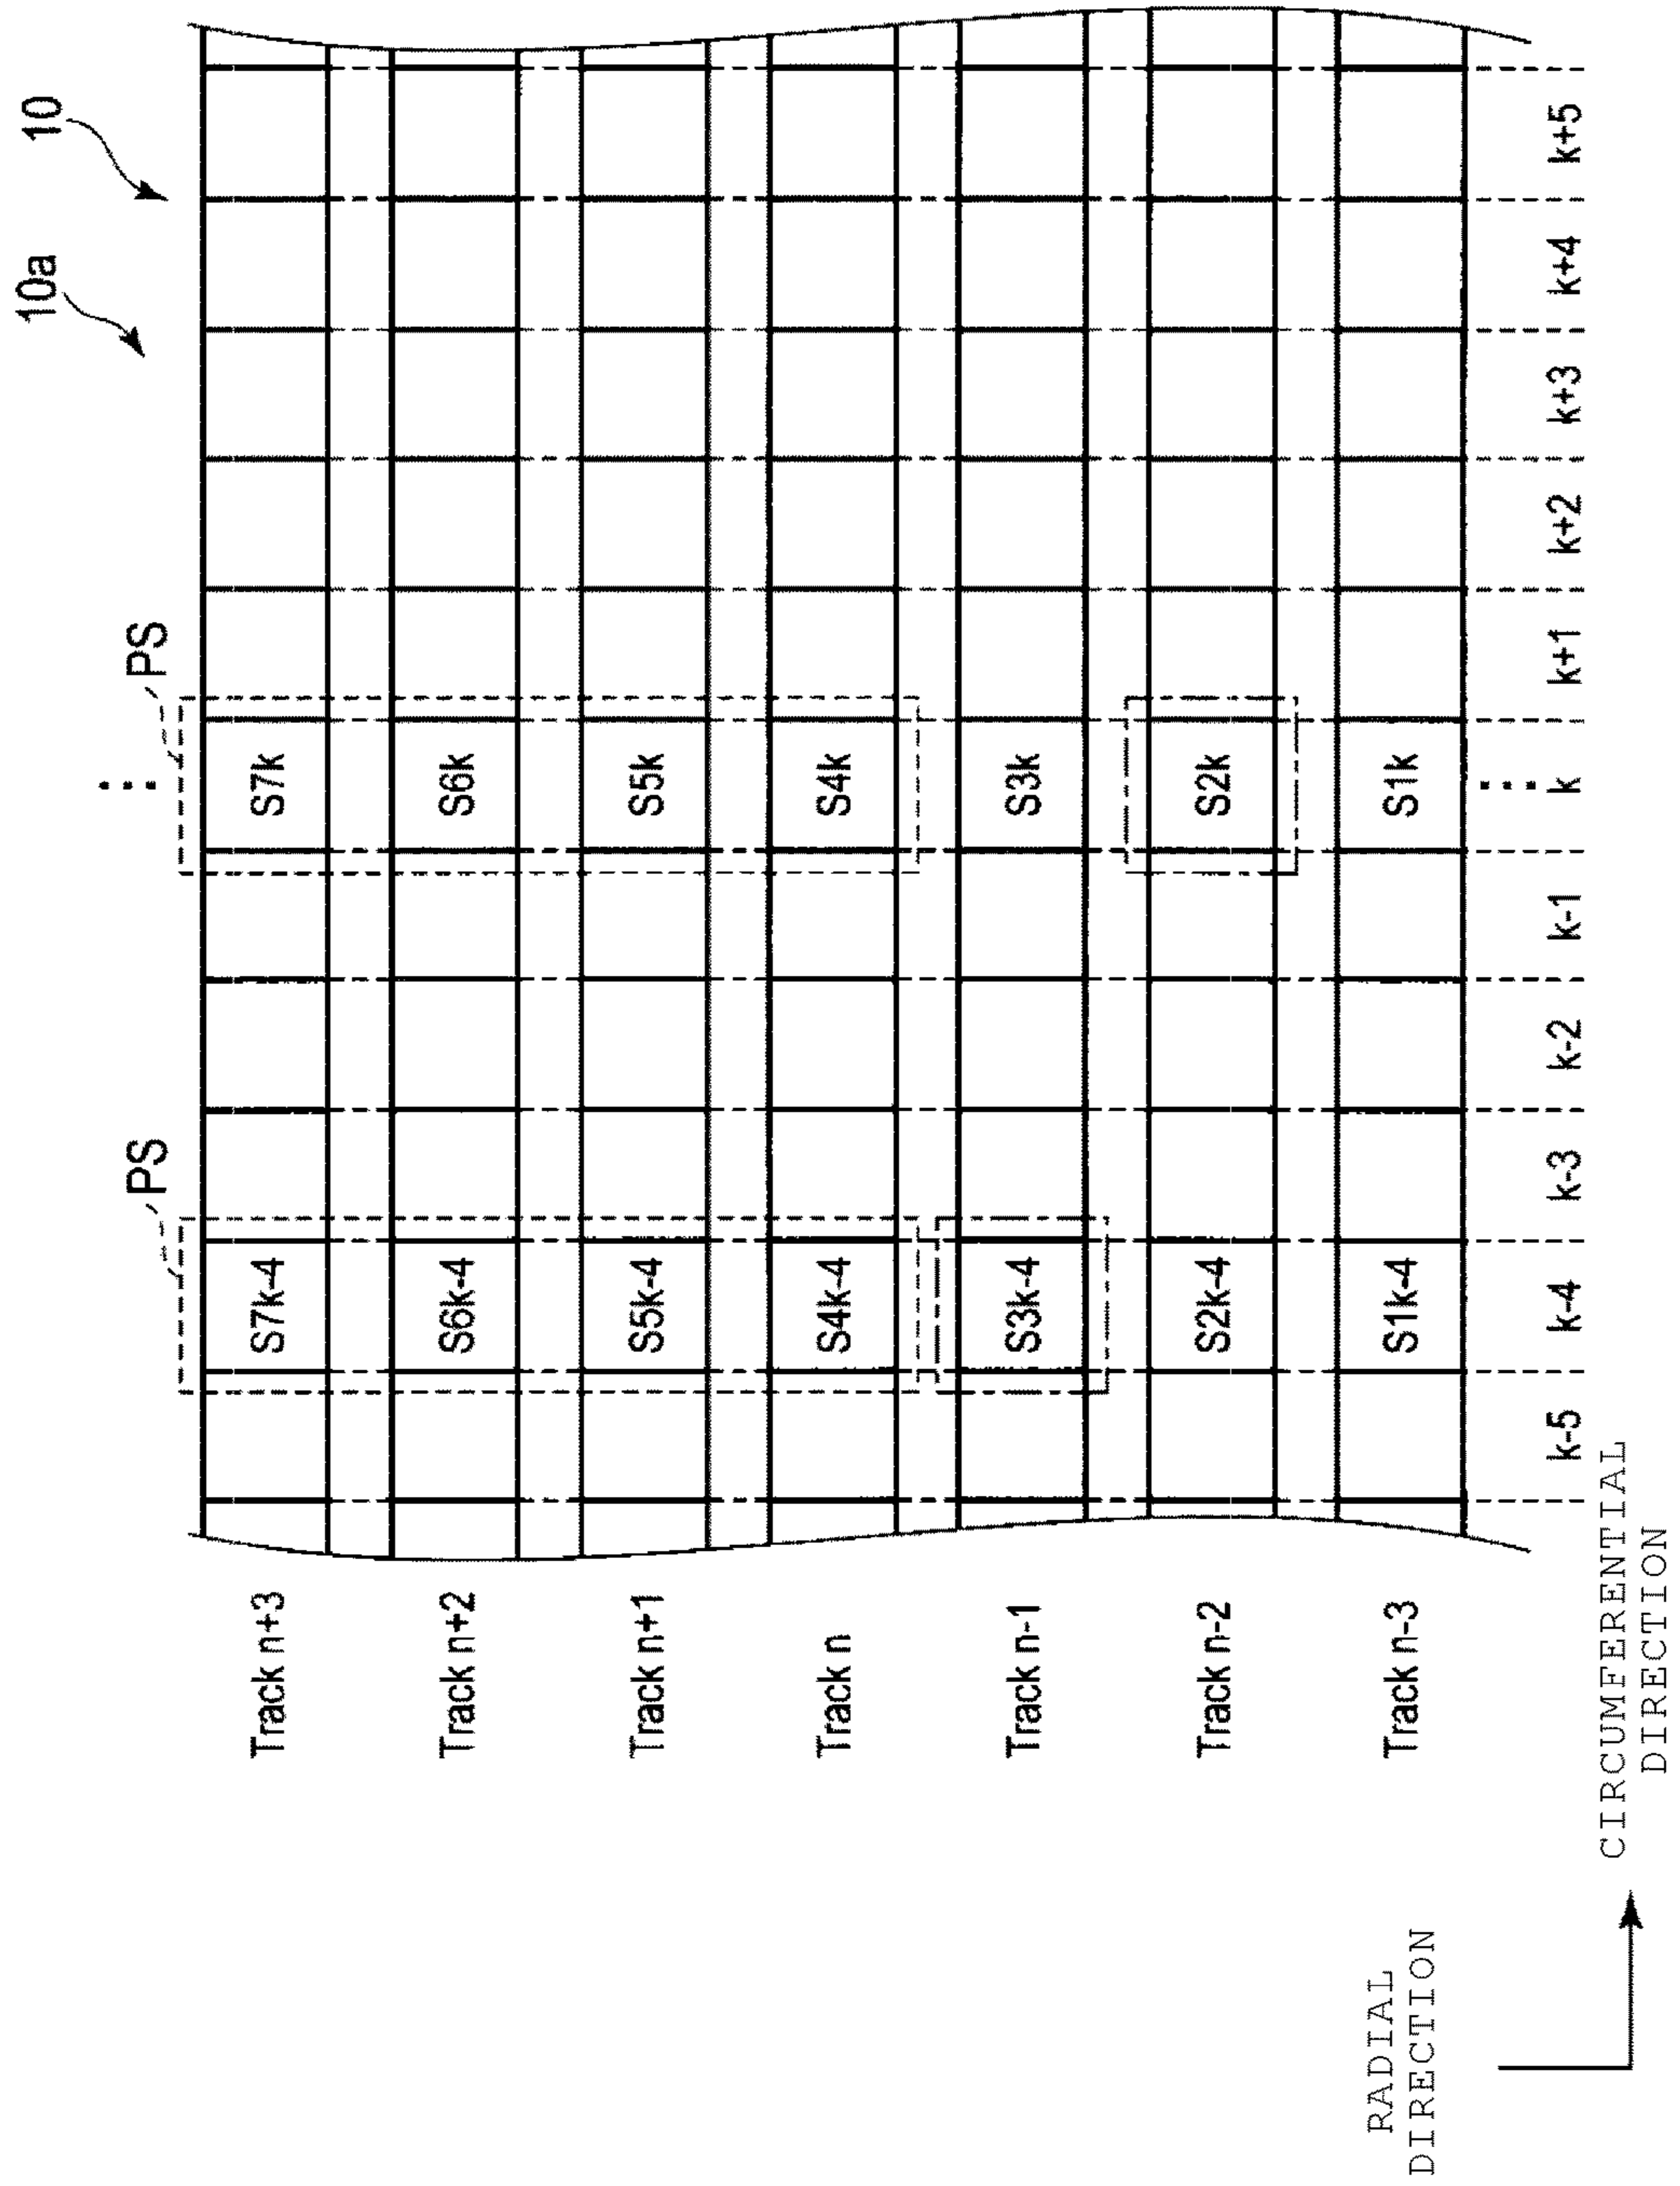 10a 10
PS PS
Track n+3 S7k-4 S7k
Track n+2 S6k-4 S6k
Track n+1 S5k-4 S5k
Track n S4k-4 S4k
Track n-1 S3k-4 S3k
Track n-2 S2k-4 S2k
Track n-3 S1k-4 S1k
k-5 k-4 k-3 k-2 k-1 k k+1 k+2 k+3 k+4 k+5
RADIAL
DIRECTION
CIRCUMFERENTIAL
DIRECTION